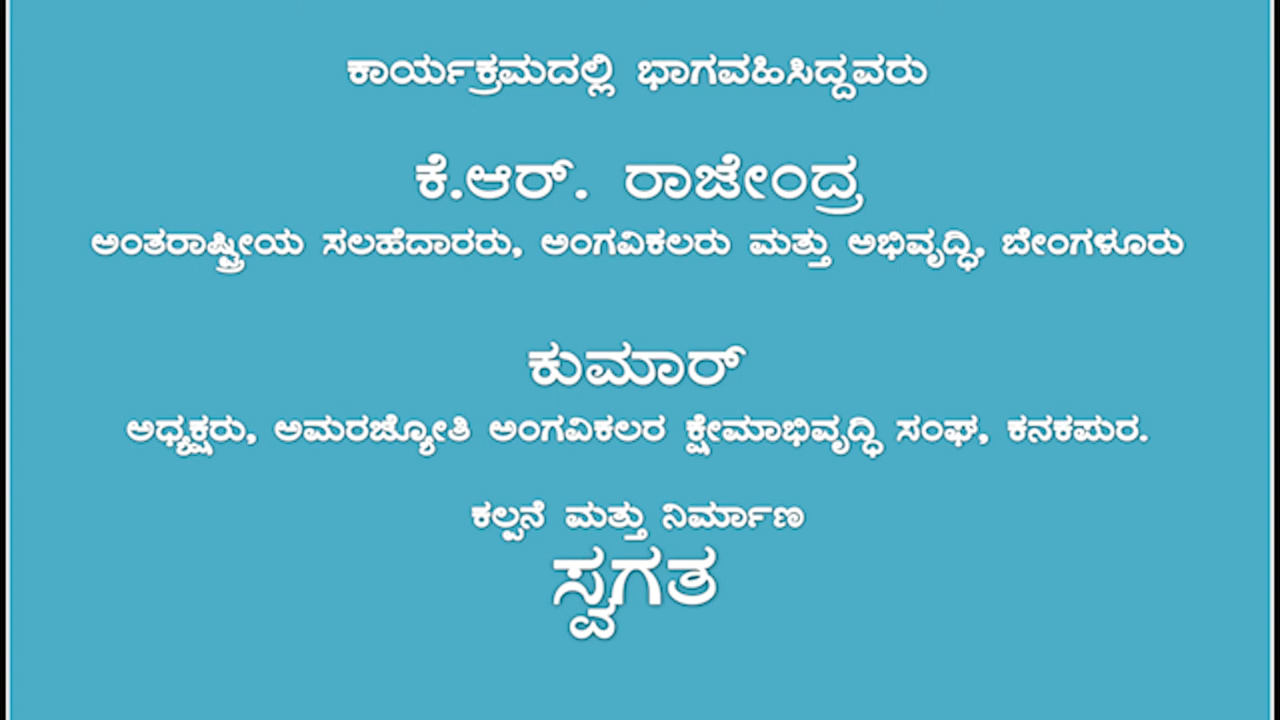 ಕಾರ್ಯಕ್ರಮದಲ್ಲಿ ಭಾಗವಹಿಸಿದ್ದವರು
ಕೆ.ಆರ್. ರಾಜೇಂದ್ರ
ಅಂತರಾಷ್ಟ್ರೀಯ ಸಲಹೆದಾರರು, ಅಂಗವಿಕಲರು ಮತ್ತು ಅಭಿವೃದ್ಧಿ, ಬೇಂಗಳೂರು
ಕುಮಾರ್
ಅಧ್ಯಕ್ಷರು, ಅಮರಜ್ಯೋತಿ ಅಂಗವಿಕಲರ ಕ್ಷೇಮಾಭಿವೃದ್ಧಿ ಸಂಘ, ಕನಕಪುರ.
ಕಲ್ಪನೆ ಮತ್ತು ನಿರ್ಮಾಣ
ಸ್ವಗತ